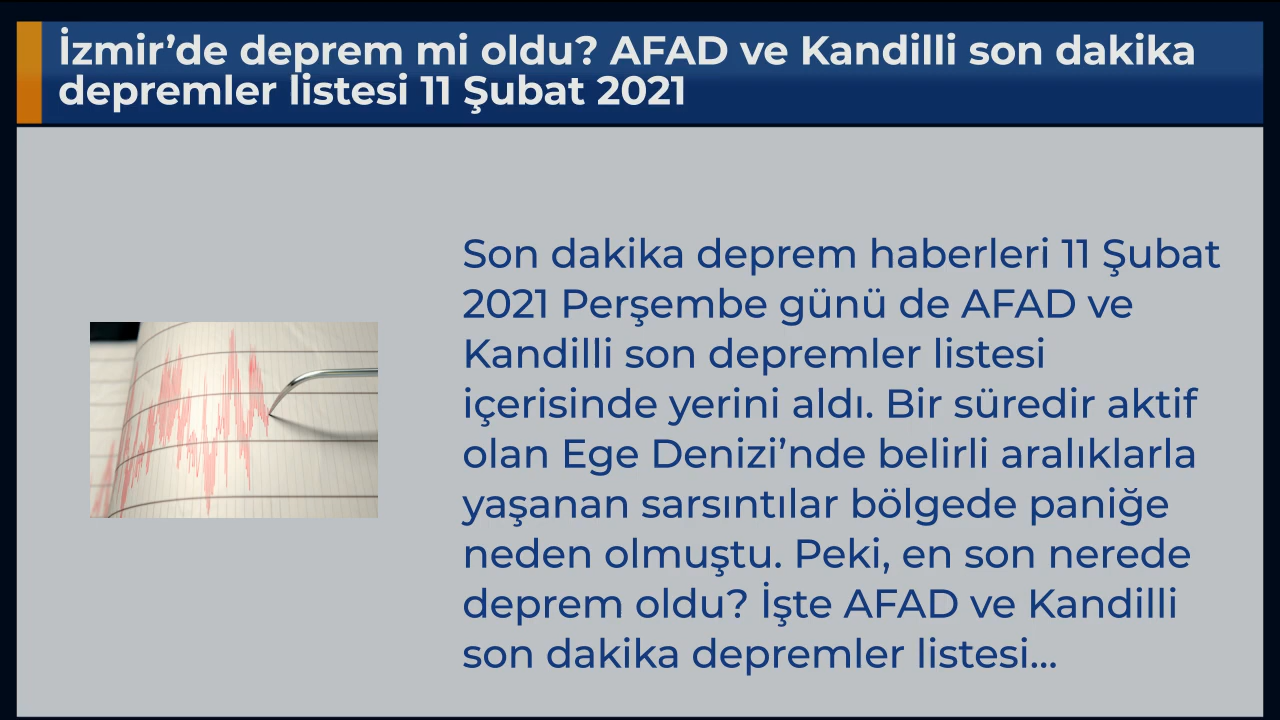 İzmir’de deprem mi oldu? AFAD ve Kandilli son dakika
depremler listesi 11 Şubat 2021
Son dakika deprem haberleri 11 Şubat
2021 Perşembe günü de AFAD ve
Kandilli son depremler listesi
içerisinde yerini aldı. Bir süredir aktif
olan Ege Denizi’nde belirli aralıklarla
yaşanan sarsıntılar bölgede paniğe
neden olmuştu. Peki, en son nerede
deprem oldu? İşte AFAD ve Kandilli
son dakika depremler listesi...